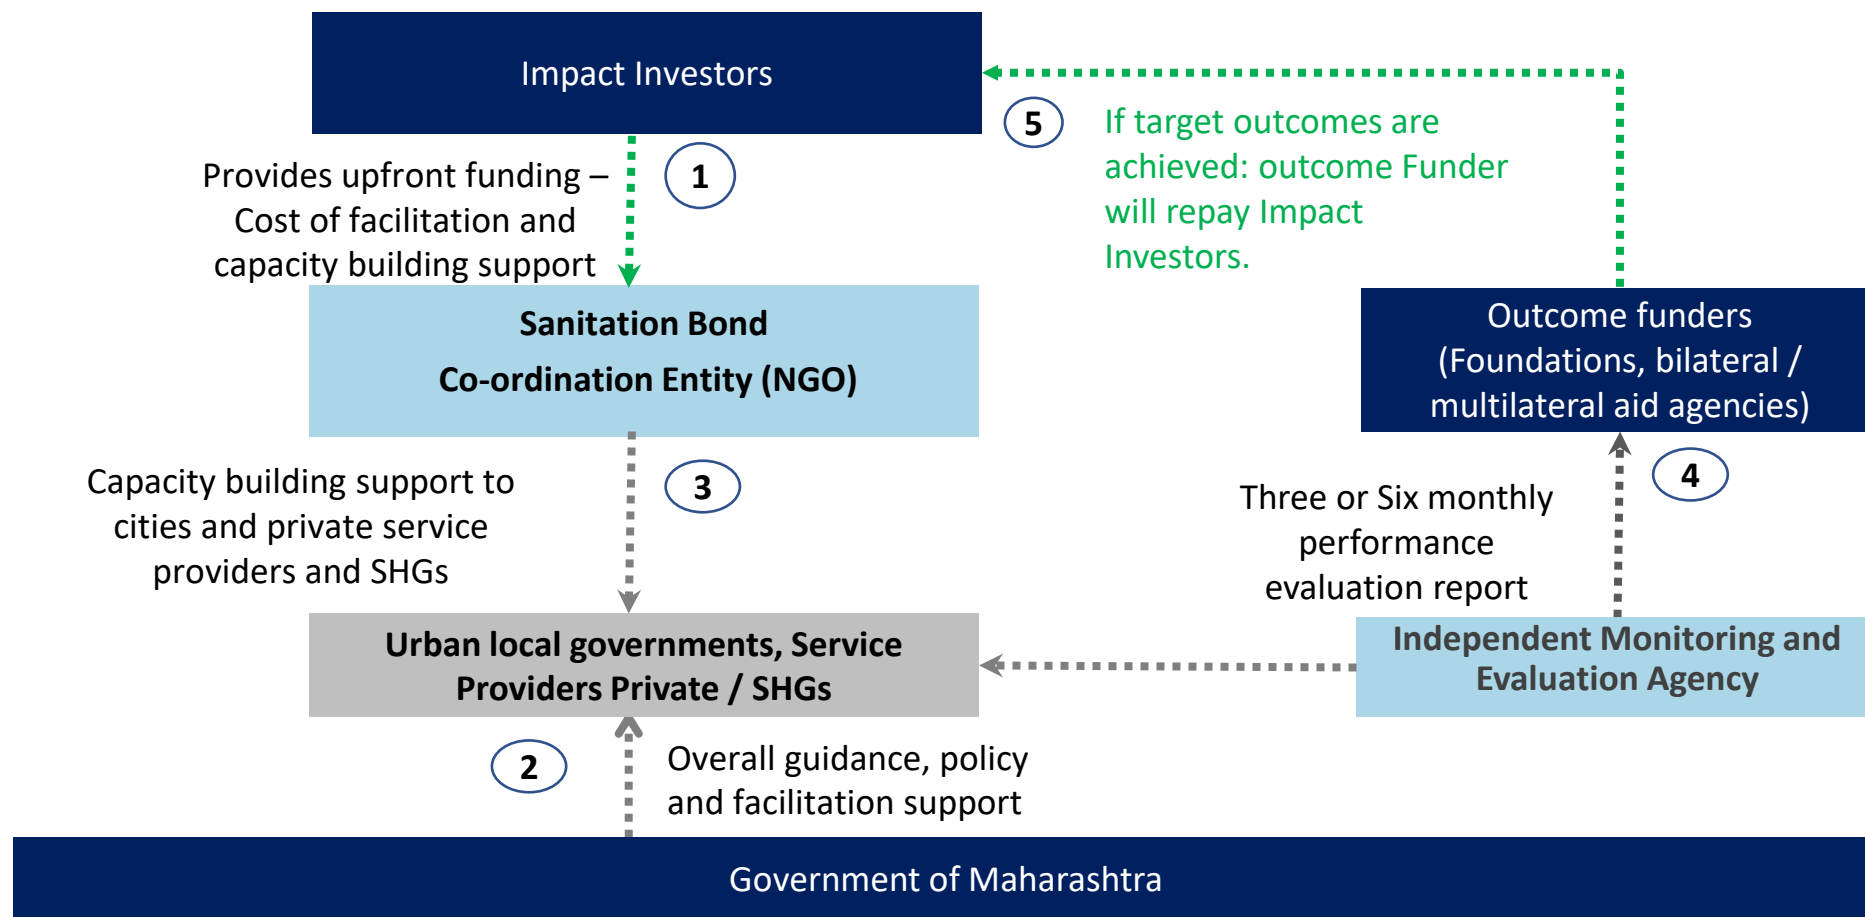 Impact Investors
1
Provides upfront funding –
Cost of facilitation and
capacity building support
5
If target outcomes are
achieved: outcome Funder
will repay Impact
Investors.
Sanitation Bond
Co-ordination Entity (NGO)
Outcome funders
(Foundations, bilateral /
multilateral aid agencies)
Capacity building support to
cities and private service
providers and SHGs
3
4
Three or Six monthly
performance
evaluation report
Urban local governments, Service
Providers Private / SHGs
Independent Monitoring and
Evaluation Agency
2
Overall guidance, policy
and facilitation support
Government of Maharashtra